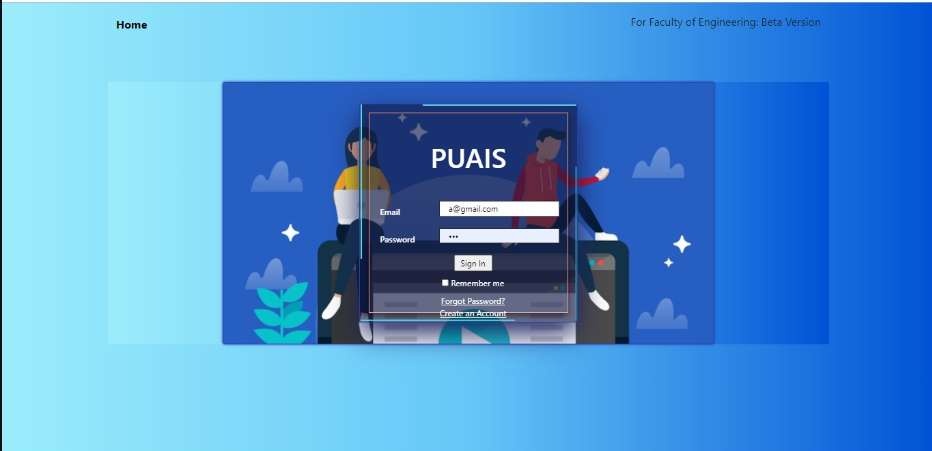 Home
For Faculty of Engineering: Beta Version
PUAIS
Email
a@gmail.com
Password
•••
Sign In
Remember me
Forgot Password?
Create an Account